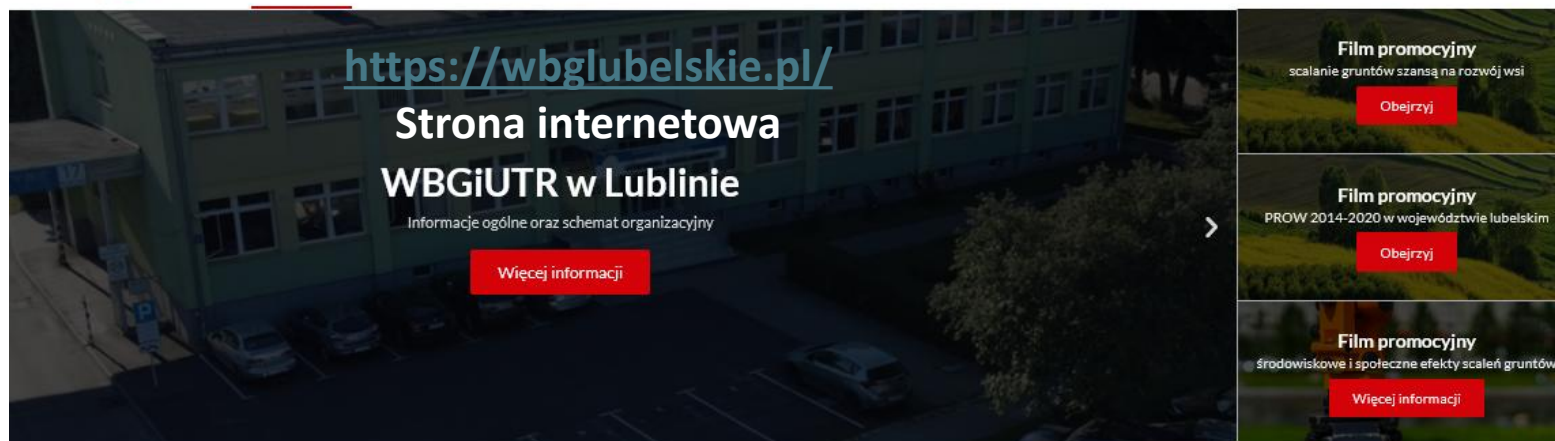 https://wbglubelskie.pl/
Strona internetowa
WBGiUTR w Lublinie
Informacje ogólne oraz schemat organizacyjny
Więcej informacji
17
P
Film promocyjny
scalanie gruntów szansą na rozwój wsi
Obejrzyj
Film promocyjny
PROW 2014-2020 w województwie lubelskim
Obejrzyj
Film promocyjny
środowiskowe i społeczne efekty scaleń gruntów
Więcej informacji